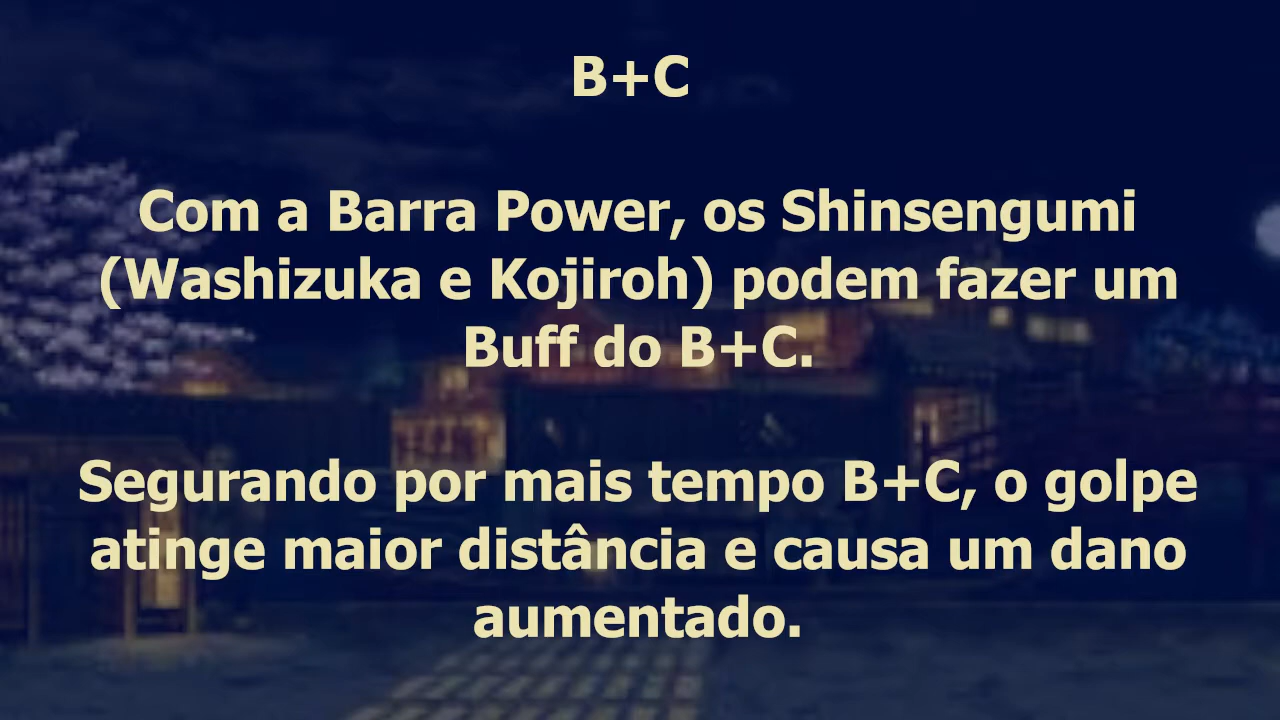 B+C
Com a Barra Power, os Shinsengumi
(Washizuka e Kojiroh) podem fazer um
Buff do B+C.
Segurando por mais tempo B+C, o golpe
atinge maior distância e causa um dano
aumentado.